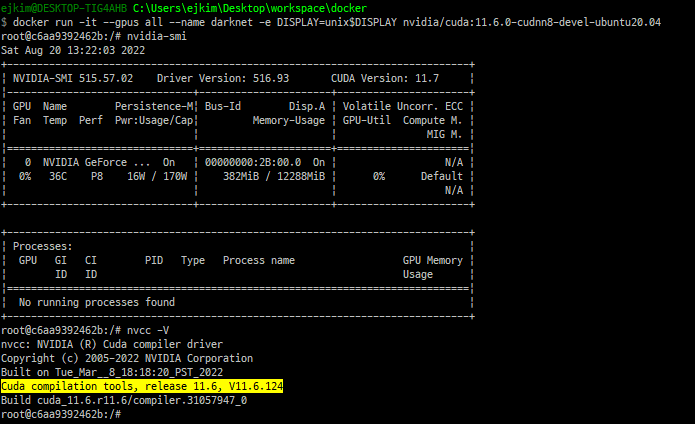 ejkim@DESKTOP-TIG4AHB C:\Users\ejkim\Desktop\workspace\docker
$ docker run -it --gpus all --name darknet -e DISPLAY=unix$DISPLAY nvidia/cuda:11.6.0-cudnn8-devel-ubuntu20.04
root@c6aa9392462b:/# nvidia-smi
Sat Aug 20 13:22:03 2022
+-----------------------------------------------------------------------------+
| NVIDIA-SMI 515.57.02    Driver Version: 516.93       CUDA Version: 11.7     |
|-------------------------------+----------------------+----------------------+
| GPU  Name        Persistence-M| Bus-Id        Disp.A | Volatile Uncorr. ECC |
| Fan  Temp  Perf  Pwr:Usage/Cap|         Memory-Usage | GPU-Util  Compute M. |
|                               |                      |               MIG M. |
|===============================+======================+======================|
|   0  NVIDIA GeForce ...  On   | 00000000:2B:00.0  On |                  N/A |
|  0%   36C    P8    16W / 170W |    382MiB / 12288MiB |      0%      Default |
|                               |                      |                  N/A |
+-------------------------------+----------------------+----------------------+

+-----------------------------------------------------------------------------+
| Processes:                                                                  |
|  GPU   GI   CI        PID   Type   Process name                  GPU Memory |
|        ID   ID                                                   Usage      |
|=============================================================================|
|  No running processes found                                                 |
+-----------------------------------------------------------------------------+
root@c6aa9392462b:/# nvcc -V
nvcc: NVIDIA (R) Cuda compiler driver
Copyright (c) 2005-2022 NVIDIA Corporation
Built on Tue_Mar__8_18:18:20_PST_2022
Cuda compilation tools, release 11.6, V11.6.124
Build cuda_11.6.r11.6/compiler.31057947_0
root@c6aa9392462b:/#